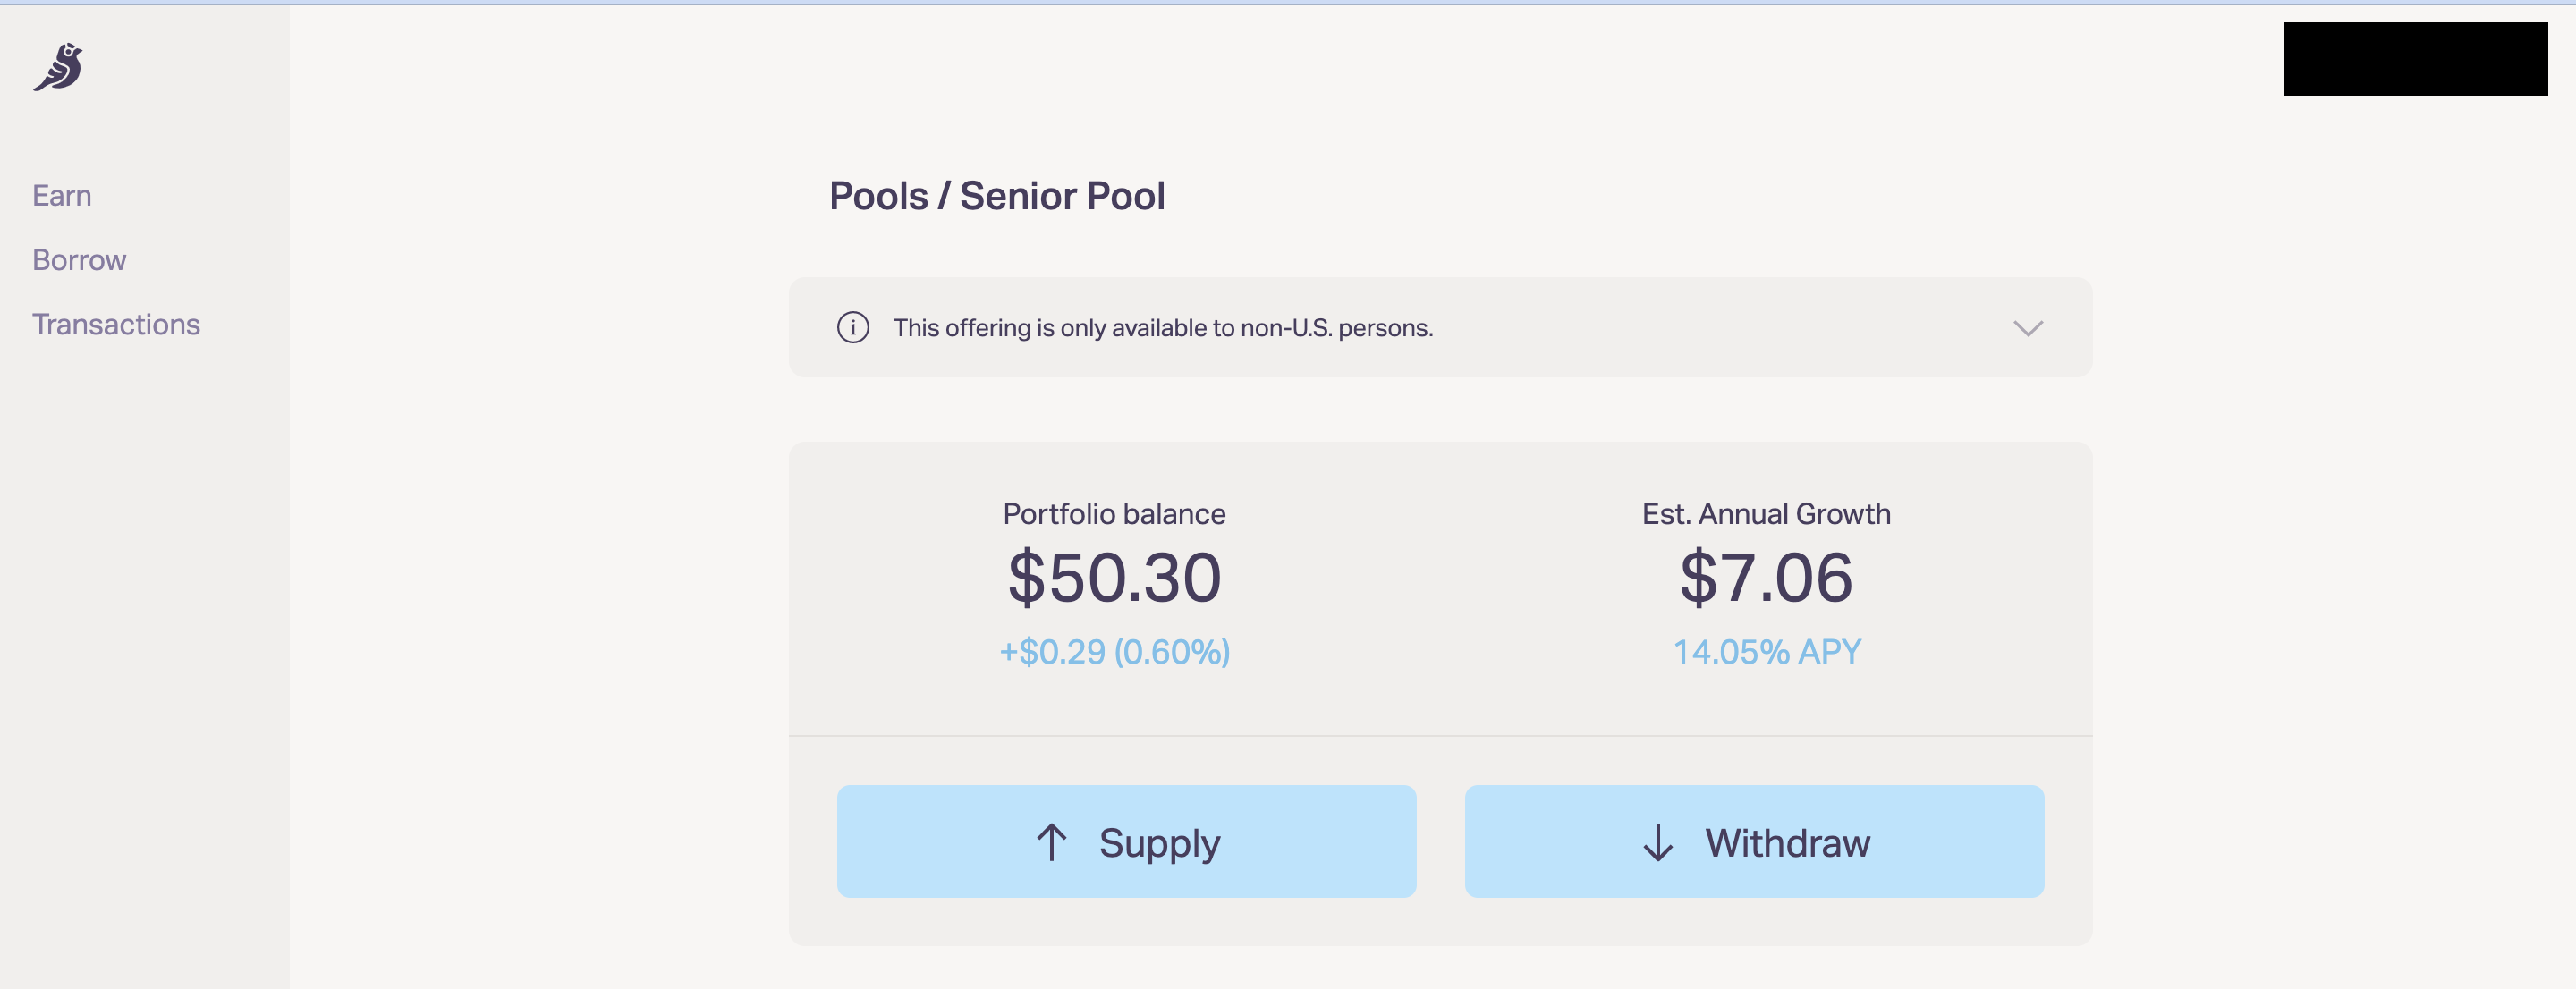 Earn
Borrow
Transactions
Pools / Senior Pool
This offering is only available to non-U.S. persons.
Portfolio balance
$50.30
+$0.29 (0.60%)
Est. Annual Growth
$7.06
14.05% APY
Supply
Withdraw